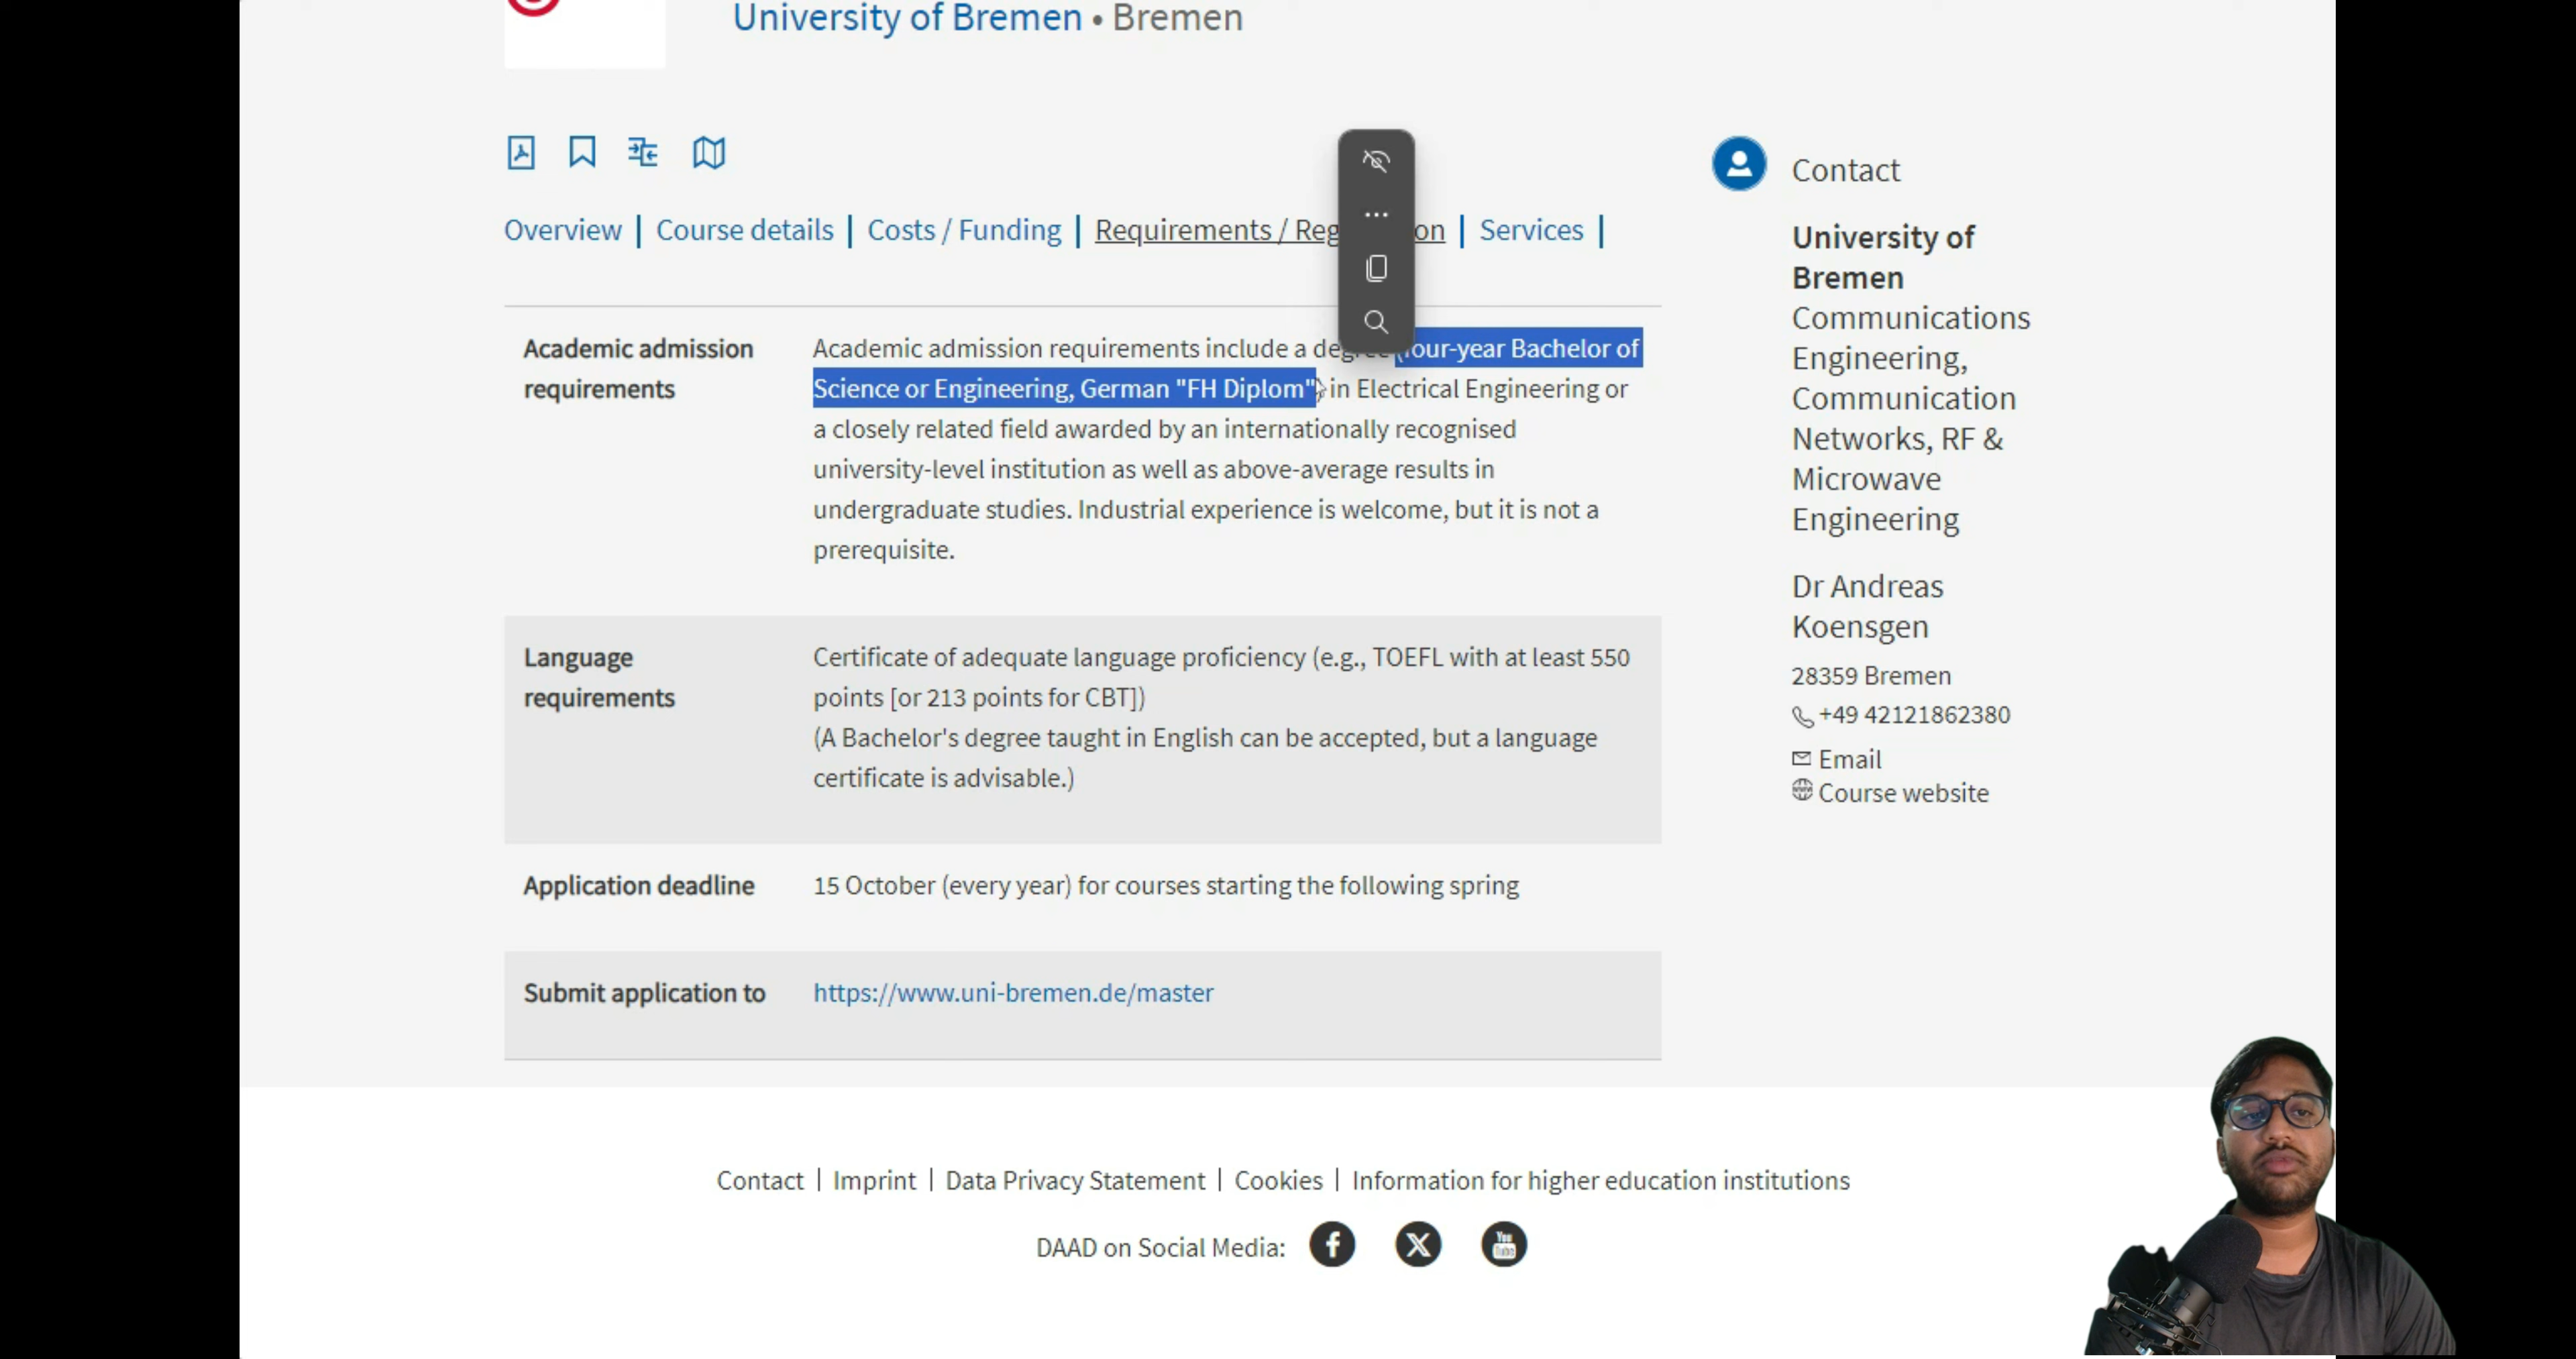 University of Bremen • Bremen
Overview | Course details | Costs / Funding | Requirements / Reg on | Services |
Academic admission requirements
Academic admission requirements include a degree (four-year Bachelor of
Science or Engineering, German "FH Diplom") in Electrical Engineering or
a closely related field awarded by an internationally recognised
university-level institution as well as above-average results in
undergraduate studies. Industrial experience is welcome, but it is not a
prerequisite.
Language requirements
Certificate of adequate language proficiency (e.g., TOEFL with at least 550
points [or 213 points for CBT])
(A Bachelor's degree taught in English can be accepted, but a language
certificate is advisable.)
Application deadline
15 October (every year) for courses starting the following spring
Submit application to
https://www.uni-bremen.de/master
Contact
University of
Bremen
Communications
Engineering,
Communication
Networks, RF &
Microwave
Engineering
Dr Andreas
Koensgen
28359 Bremen
+49 42121862380
Email
Course website
Contact | Imprint | Data Privacy Statement | Cookies | Information for higher education institutions
DAAD on Social Media:
You
Tube